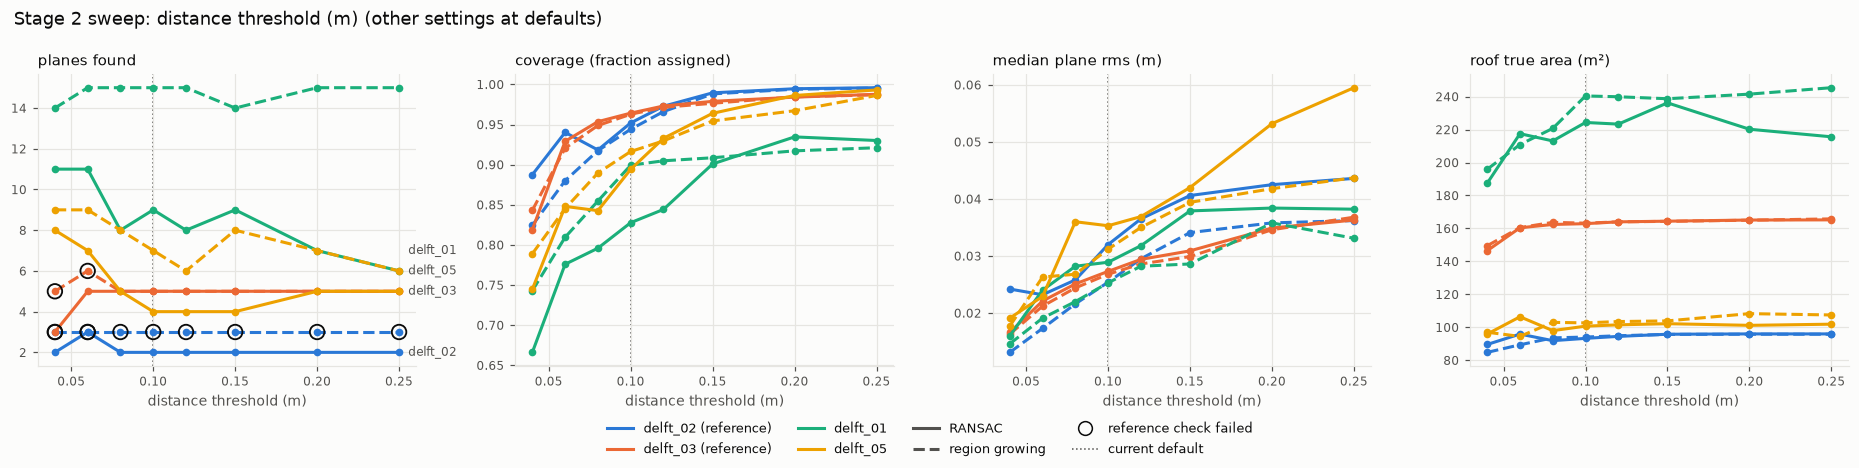 Stage 2 sweep: distance threshold (m) (other settings at defaults)
planes found
14
12
10
8
6
4
2
0.05 0.10 0.15 0.20 0.25
distance threshold (m)
delft_01
delft_05
delft_03
delft_02
coverage (fraction assigned)
1.00
0.95
0.90
0.85
0.80
0.75
0.70
0.65
0.05 0.10 0.15 0.20 0.25
distance threshold (m)
median plane rms (m)
0.06
0.05
0.04
0.03
0.02
0.05 0.10 0.15 0.20 0.25
distance threshold (m)
roof true area (m²)
240
220
200
180
160
140
120
100
80
0.05 0.10 0.15 0.20 0.25
distance threshold (m)
delft_02 (reference)
delft_03 (reference)
delft_01
delft_05
RANSAC
region growing
reference check failed
current default